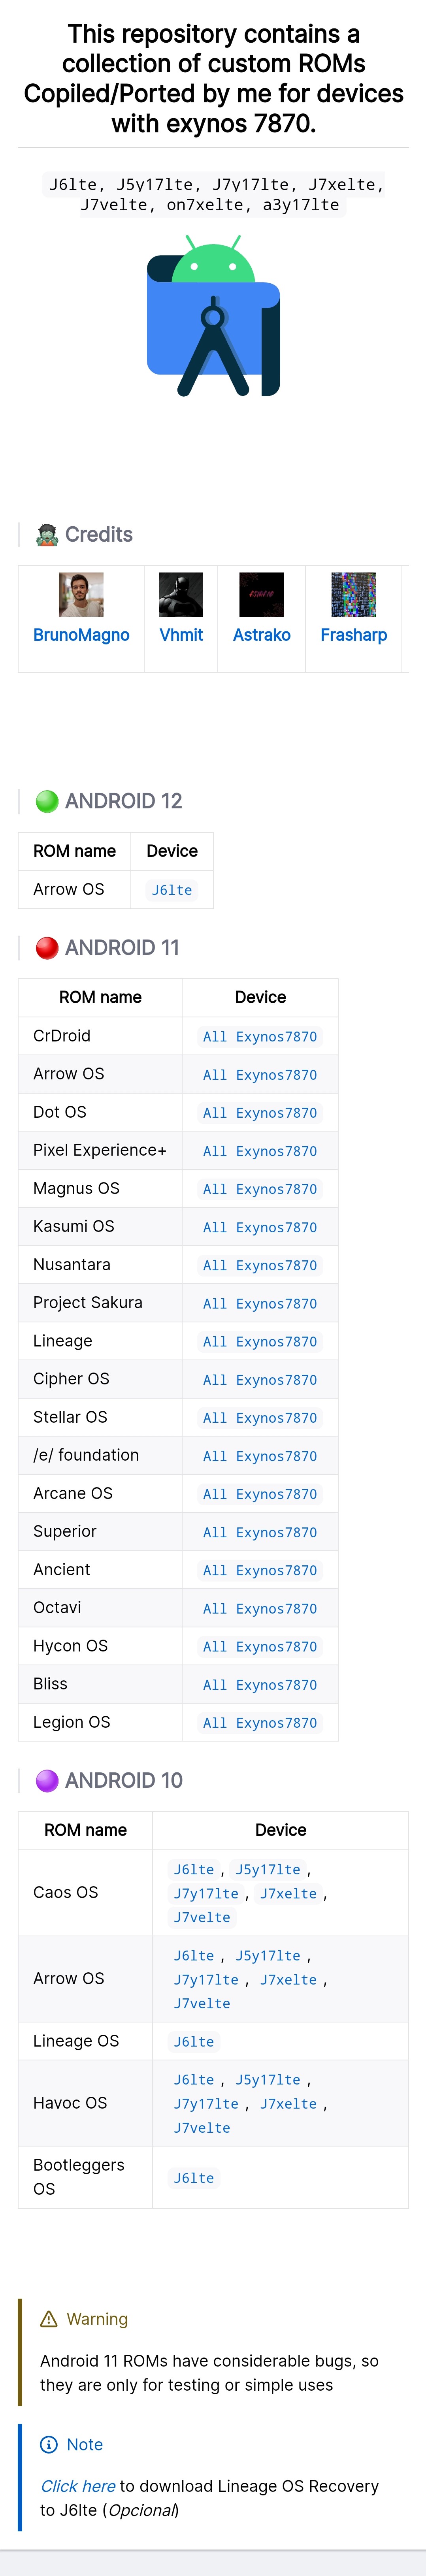 This repository contains a
collection of custom ROMs
Copiled/Ported by me for devices
with exynos 7870.
J6lte, J5y17lte, J7y17lte, J7xelte,
J7velte, on7xelte, a3y17lte
Credits
BrunoMagno Vhmit Astrako Frasharp
ANDROID 12
ROM name Device
Arrow OS J6lte
ANDROID 11
ROM name Device
CrDroid All Exynos7870
Arrow OS All Exynos7870
Dot OS All Exynos7870
Pixel Experience+ All Exynos7870
Magnus OS All Exynos7870
Kasumi OS All Exynos7870
Nusantara All Exynos7870
Project Sakura All Exynos7870
Lineage All Exynos7870
Cipher OS All Exynos7870
Stellar OS All Exynos7870
/e/ foundation All Exynos7870
Arcane OS All Exynos7870
Superior All Exynos7870
Ancient All Exynos7870
Octavi All Exynos7870
Hycon OS All Exynos7870
Bliss All Exynos7870
Legion OS All Exynos7870
ANDROID 10
ROM name Device
Caos OS
J6lte , J5y17lte ,
J7y17lte , J7xelte ,
J7velte
Arrow OS
J6lte , J5y17lte ,
J7y17lte , J7xelte ,
J7velte
Lineage OS J6lte
Havoc OS
J6lte , J5y17lte ,
J7y17lte , J7xelte ,
J7velte
Bootleggers
OS
J6lte
Warning
Android 11 ROMs have considerable bugs, so
they are only for testing or simple uses
Note
Click here to download Lineage OS Recovery
to J6lte (Opcional)